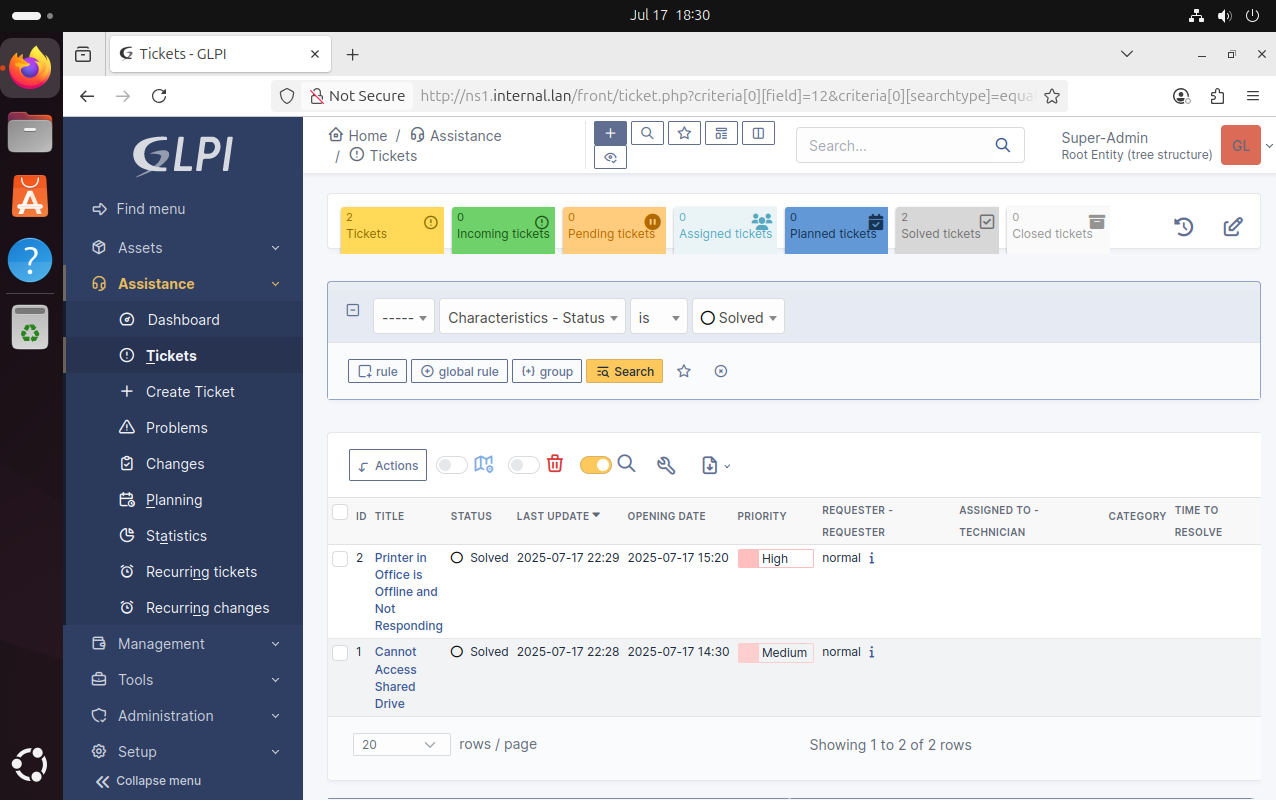 Jul 17 18:30
Tickets - GLPI
Not Secure
http://ns1.internal.lan/front/ticket.php?criteria[0][field]=12&criteria[0][searchtype]=equa
GLPI
Find menu
Assets
Assistance
Dashboard
Tickets
Create Ticket
Problems
Changes
Planning
Statistics
Recurring tickets
Recurring changes
Management
Tools
Administration
Setup
Collapse menu
Home / Assistance
/ Tickets
Search...
Super-Admin
Root Entity (tree structure)
GL
2
Tickets
0
Incoming tickets
0
Pending tickets
0
Assigned tickets
0
Planned tickets
2
Solved tickets
0
Closed tickets
----- Characteristics - Status is Solved
rule global rule group Search
Actions
ID TITLE STATUS LAST UPDATE OPENING DATE PRIORITY REQUESTER - REQUESTER ASSIGNED TO - TECHNICIAN CATEGORY TIME TO RESOLVE
2 Printer in Office is Offline and Not Responding Solved 2025-07-17 22:29 2025-07-17 15:20 High normal i
1 Cannot Access Shared Drive Solved 2025-07-17 22:28 2025-07-17 14:30 Medium normal i
20 rows / page Showing 1 to 2 of 2 rows